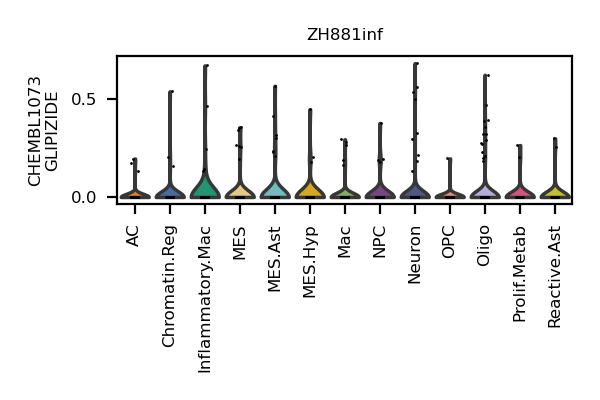 ZH881inf
CHEMBL1073
GLIPIZIDE
0.5
0.0
AC
Chromatin.Reg
Inflammatory.Mac
MES
MES.Ast
MES.Hyp
Mac
NPC
Neuron
OPC
Oligo
Prolif.Metab
Reactive.Ast